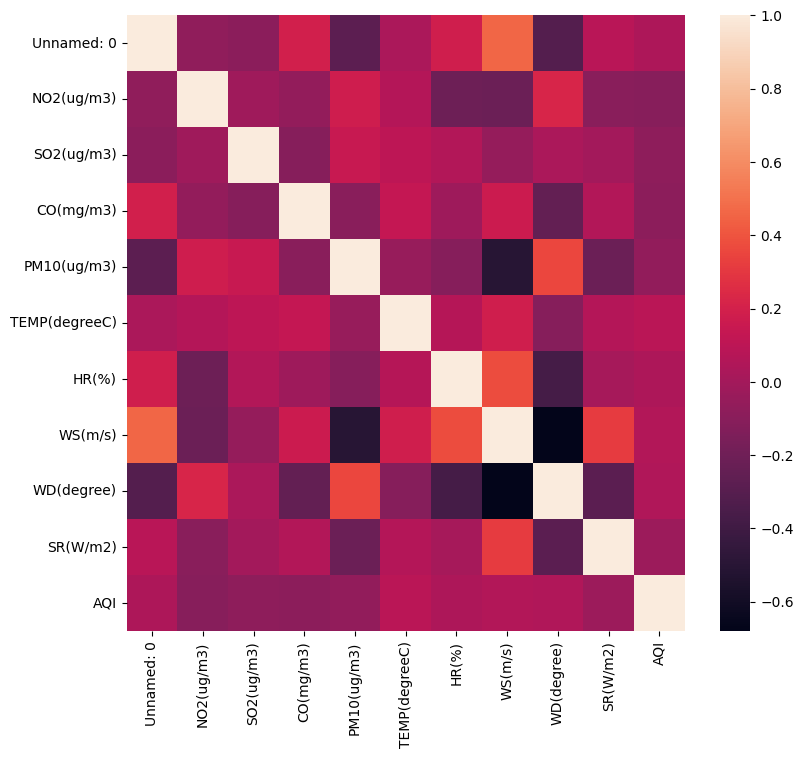 Unnamed: 0
NO2(ug/m3)
SO2(ug/m3)
CO(mg/m3)
PM10(ug/m3)
TEMP(degreeC)
HR(%)
WS(m/s)
WD(degree)
SR(W/m2)
AQI
Unnamed: 0
NO2(ug/m3)
SO2(ug/m3)
CO(mg/m3)
PM10(ug/m3)
TEMP(degreeC)
HR(%)
WS(m/s)
WD(degree)
SR(W/m2)
AQI
1.0
0.8
0.6
0.4
0.2
0.0
−0.2
−0.4
−0.6